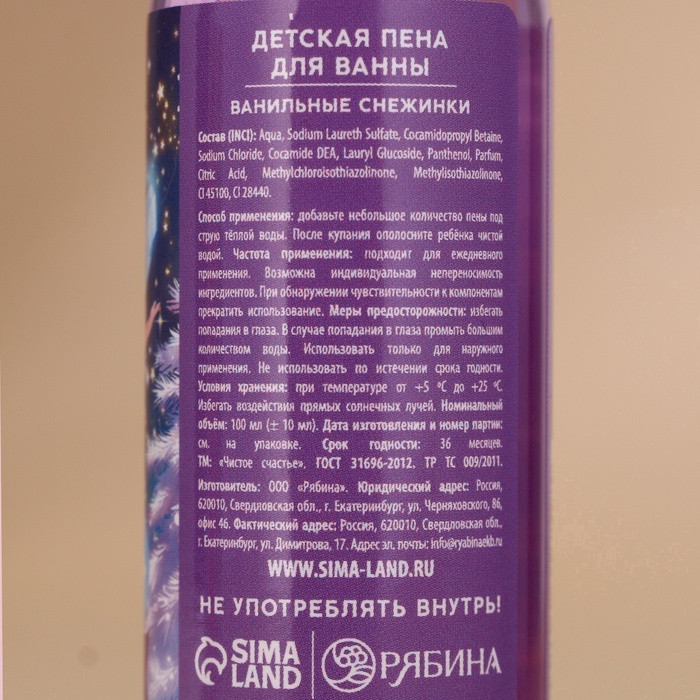 ДЕТСКАЯ ПЕНА
ДЛЯ ВАННЫ
ВАНИЛЬНЫЕ СНЕЖИНКИ
Состав (INCI): Aqua, Sodium Laureth Sulfate, Cocamidopropyl Betaine,
Sodium Chloride, Cocamide DEA, Lauryl Glucoside, Panthenol, Parfum,
Citric Acid, Methylchloroisothiazolinone, Methylisothiazolinone,
CI 45100, CI 28440.
Способ применения: добавьте небольшое количество пены под
струю тёплой воды. После купания ополосните ребёнка чистой
водой. Частота применения: подходит для ежедневного
применения. Возможна индивидуальная непереносимость
ингредиентов. При обнаружении чувствительности к компонентам
прекратить использование. Меры предосторожности: избегать
попадания в глаза. В случае попадания в глаза промыть большим
количеством воды. Использовать только для наружного
применения. Не использовать по истечении срока годности.
Условия хранения: при температуре от +5 ºС до +25 ºС.
Избегать воздействия прямых солнечных лучей. Номинальный
объём: 100 мл (± 10 мл). Дата изготовления и номер партии:
см. на упаковке. Срок годности: 36 месяцев.
ТМ: «Чистое счастье». ГОСТ 31696-2012. ТР ТС 009/2011.
Изготовитель: ООО «Рябина». Юридический адрес: Россия,
620010, Свердловская обл., г. Екатеринбург, ул. Черняховского, 86,
офис 46. Фактический адрес: Россия, 620010, Свердловская обл.,
г. Екатеринбург, ул. Димитрова, 17. Адрес эл. почты: info@ryabinaekb.ru
WWW.SIMA-LAND.RU
НЕ УПОТРЕБЛЯТЬ ВНУТРЬ!
SIMA
LAND
РЯБИНА